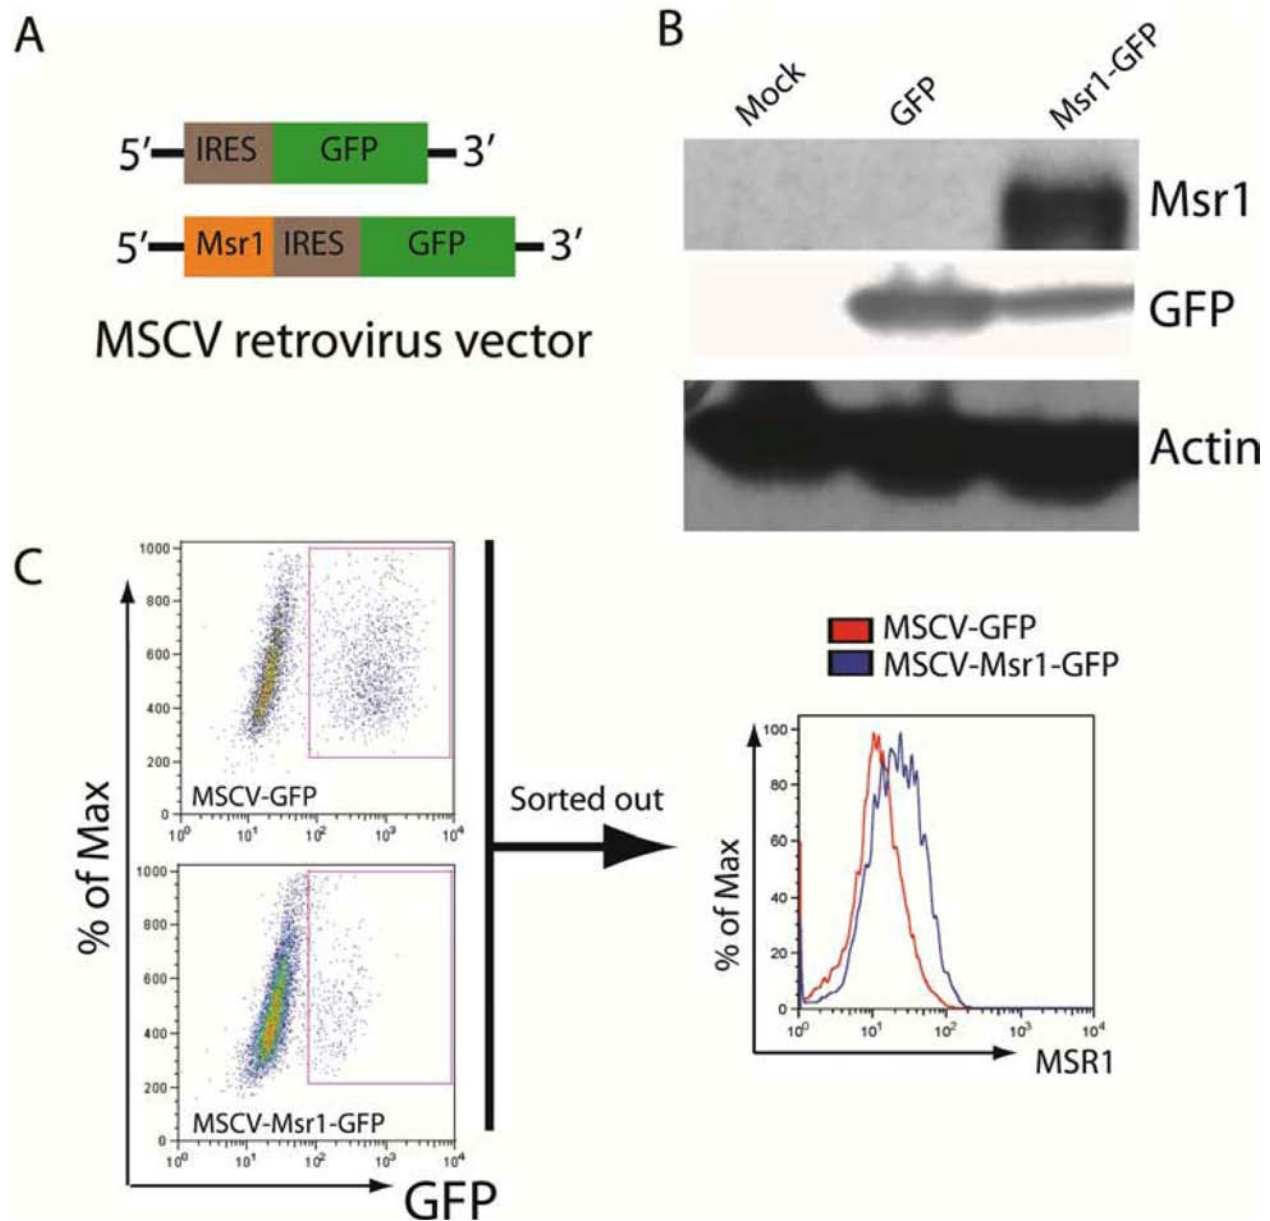 A
5′ IRES GFP 3′
5′ Msr1 IRES GFP 3′
MSCV retrovirus vector
B
Mock GFP Msr1-GFP
Msr1
GFP
Actin
C
% of Max
1000
800
600
400
200
0
MSCV-GFP
10⁰ 10¹ 10² 10³ 10⁴
1000
800
600
400
200
0
MSCV-Msr1-GFP
10⁰ 10¹ 10² 10³ 10⁴
GFP
Sorted out
MSCV-GFP
MSCV-Msr1-GFP
% of Max
100
80
60
40
20
0
10⁰ 10¹ 10² 10³ 10⁴
MSR1